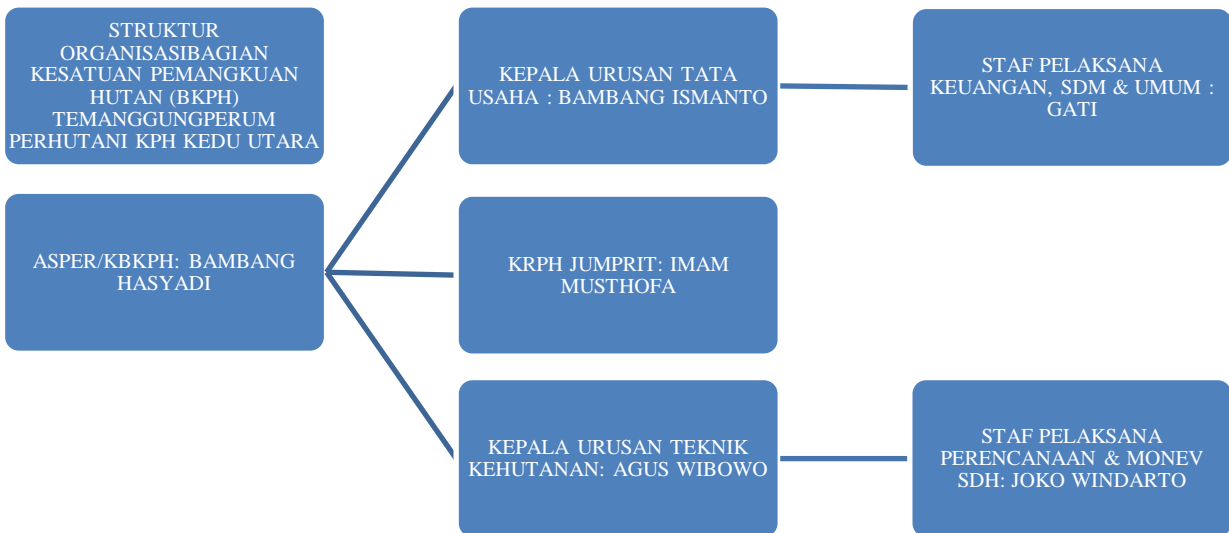 STRUKTUR
ORGANISASIBAGIAN
KESATUAN PEMANGKUAN
HUTAN (BKPH)
TEMANGGUNGPERUM
PERHUTANI KPH KEDU UTARA
ASPER/KBKPH: BAMBANG
HASYADI
KEPALA URUSAN TATA
USAHA : BAMBANG ISMANTO
KRPH JUMPRIT: IMAM
MUSTHOFA
KEPALA URUSAN TEKNIK
KEHUTANAN: AGUS WIBOWO
STAF PELAKSANA
KEUANGAN, SDM & UMUM :
GATI
STAF PELAKSANA
PERENCANAAN & MONEV
SDH: JOKO WINDARTO